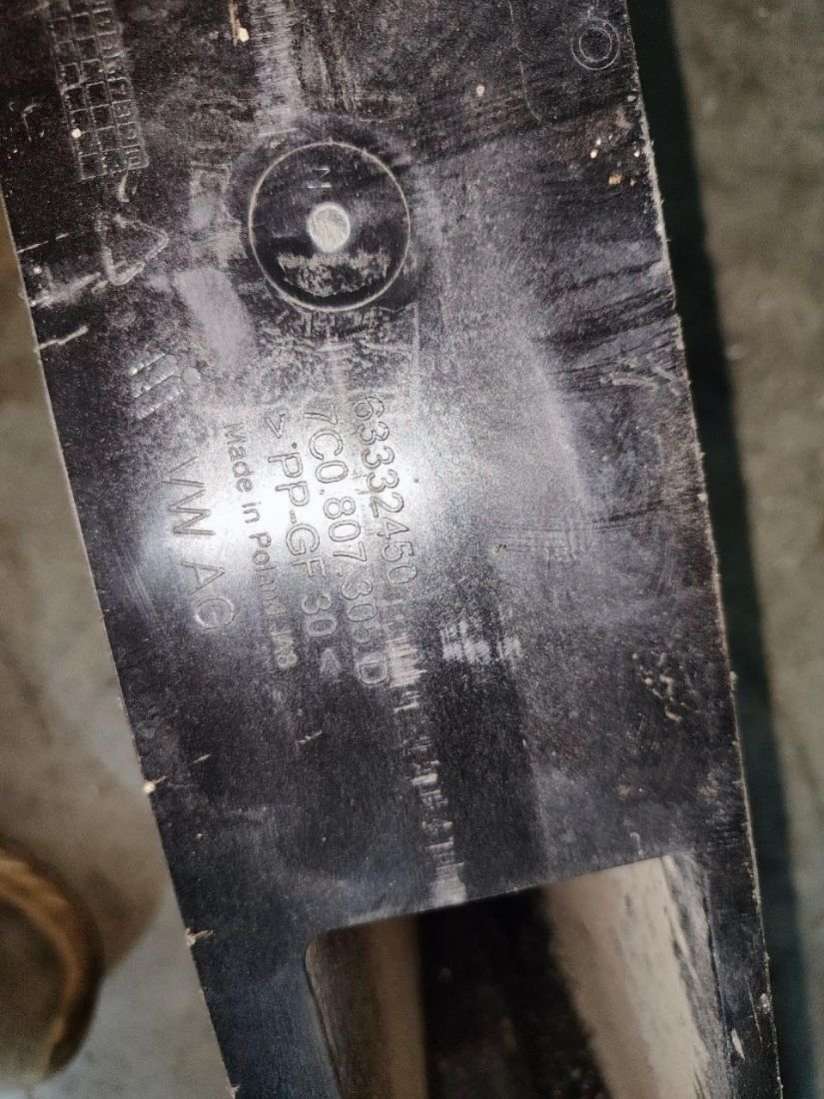 63332450
7C0.807.305.D
>PP-GF 30<
Made in Poland
VW AG